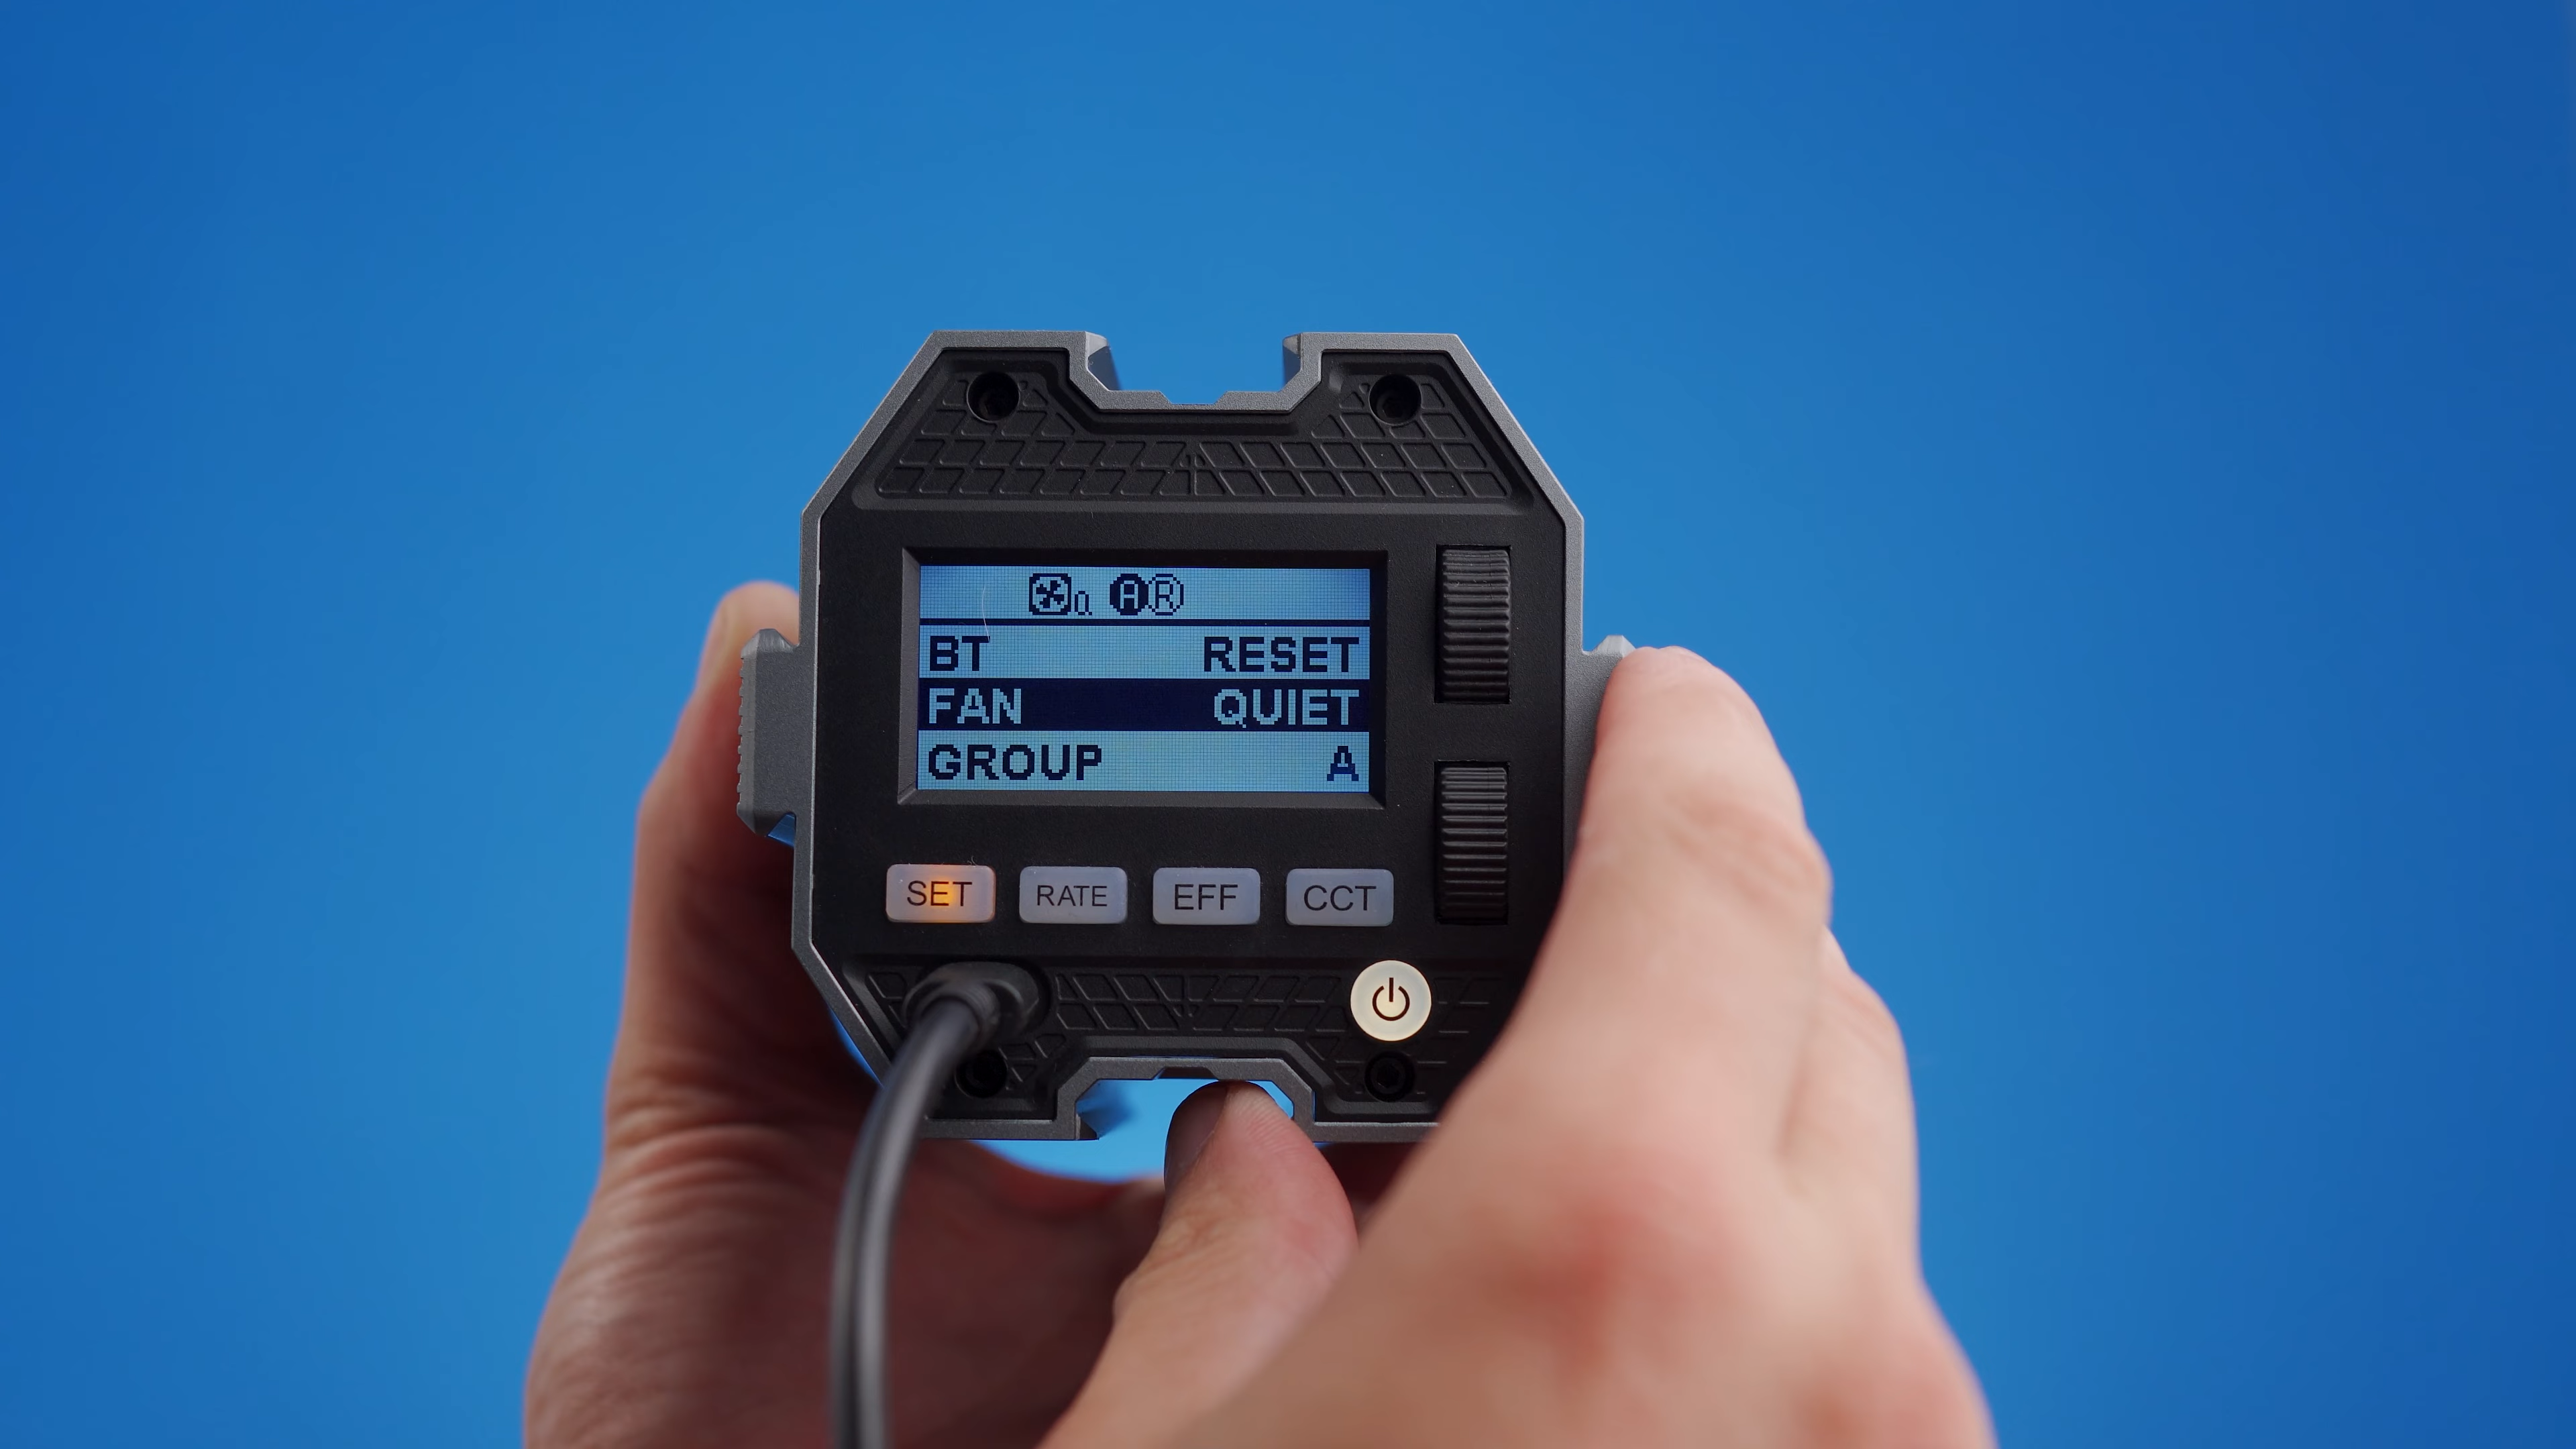 Q A R
BT RESET
FAN QUIET
GROUP A
SET RATE EFF CCT